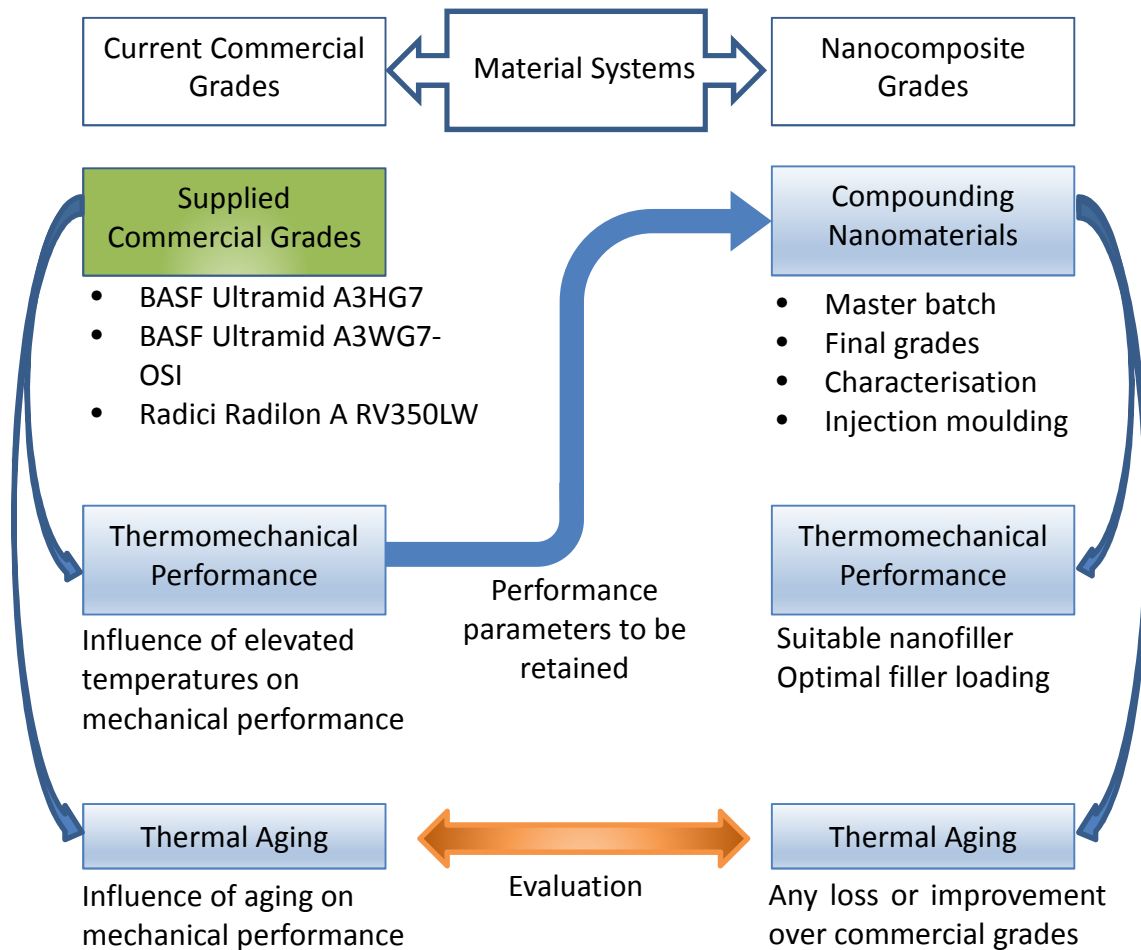 Current Commercial
Grades
Material Systems
Nanocomposite
Grades
Supplied
Commercial Grades
• BASF Ultramid A3HG7
• BASF Ultramid A3WG7-
OSI
• Radici Radilon A RV350LW
Compounding
Nanomaterials
• Master batch
• Final grades
• Characterisation
• Injection moulding
Thermomechanical
Performance
Influence of elevated
temperatures on
mechanical performance
Performance
parameters to be
retained
Thermomechanical
Performance
Suitable nanofiller
Optimal filler loading
Thermal Aging
Influence of aging on
mechanical performance
Evaluation
Thermal Aging
Any loss or improvement
over commercial grades